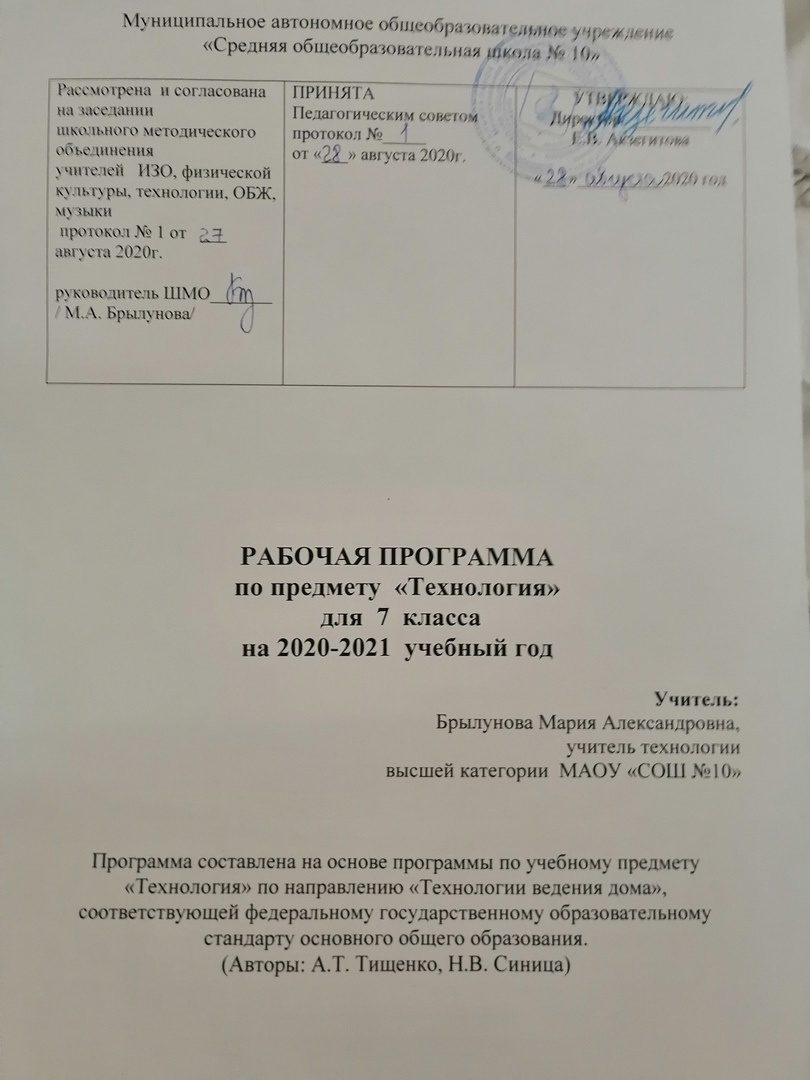 Муниципальное автономное общеобразовательное учреждение
«Средняя общеобразовательная школа № 10»
Рассмотрена и согласована
на заседании
школьного методического
объединения
учителей ИЗО, физической
культуры, технологии, ОБЖ,
музыки
протокол № 1 от 27
августа 2020г.
руководитель ШМО
/ М.А. Брылунова/
ПРИНЯТА
Педагогическим советом
протокол № 1
от «28» августа 2020г.
УТВЕРЖДАЮ
Директор
Е.В.
«28» августа 2020 год
РАБОЧАЯ ПРОГРАММА
по предмету «Технология»
для 7 класса
на 2020-2021 учебный год
Учитель:
Брылунова Мария Александровна,
учитель технологии
высшей категории МАОУ «СОШ №10»
Программа составлена на основе программы по учебному предмету
«Технология» по направлению «Технологии ведения дома»,
соответствующей федеральному государственному образовательному
стандарту основного общего образования.
(Авторы: А.Т. Тищенко, Н.В. Синица)